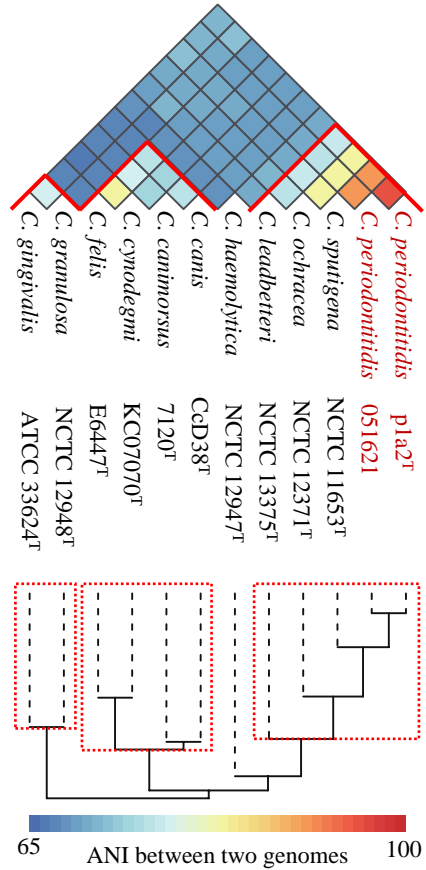 C. gingivalis ATCC 33624ᵀ
C. granulosa NCTC 12948ᵀ
C. felis E6447ᵀ
C. cynodegmi KC07070ᵀ
C. canimorsus 7120ᵀ
C. canis CcD38ᵀ
C. haemolytica NCTC 12947ᵀ
C. leadbetteri NCTC 13375ᵀ
C. ochracea NCTC 12371ᵀ
C. sputigena NCTC 11653ᵀ
C. periodontitidis 051621
C. periodontitidis p1a2ᵀ
65 ANI between two genomes 100